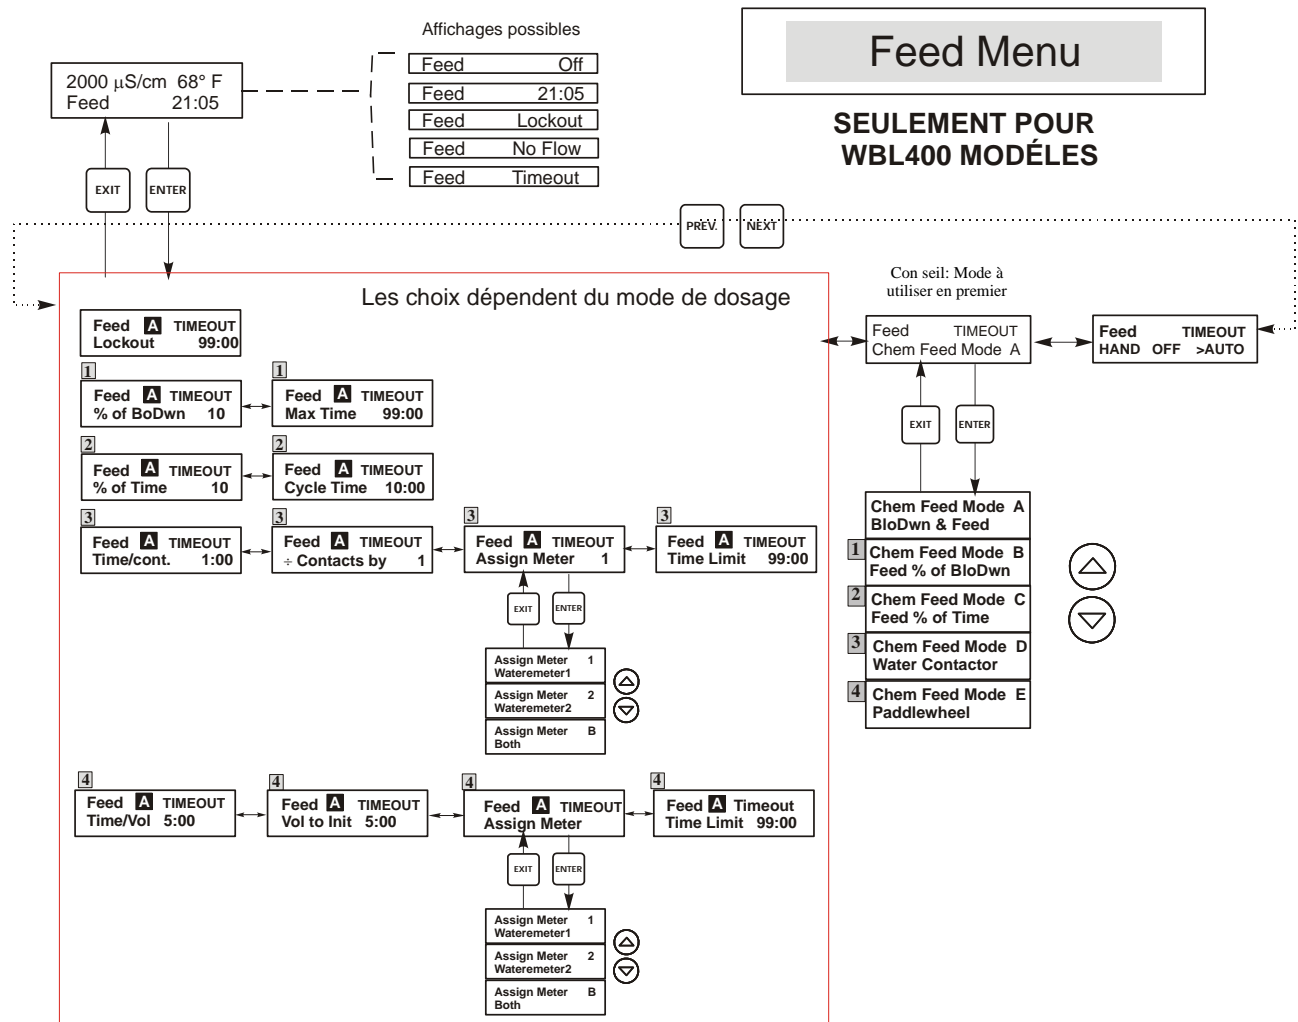 Affichages possibles
Feed Menu
2000 µS/cm 68° F
Feed 21:05
Feed Off
Feed 21:05
Feed Lockout
Feed No Flow
Feed Timeout
SEULEMENT POUR
WBL400 MODÉLES
EXIT
ENTER
PREV.
NEXT
Les choix dépendent du mode de dosage
Con seil: Mode à
utiliser en premier
Feed A TIMEOUT
Lockout 99:00
Feed TIMEOUT
Chem Feed Mode A
Feed TIMEOUT
HAND OFF >AUTO
1
Feed A TIMEOUT
% of BoDwn 10
1
Feed A TIMEOUT
Max Time 99:00
2
Feed A TIMEOUT
% of Time 10
2
Feed A TIMEOUT
Cycle Time 10:00
3
Feed A TIMEOUT
Time/cont. 1:00
3
Feed A TIMEOUT
÷ Contacts by 1
3
Feed A TIMEOUT
Assign Meter 1
3
Feed A TIMEOUT
Time Limit 99:00
EXIT
ENTER
Assign Meter 1
Wateremeter1
Assign Meter 2
Wateremeter2
Assign Meter B
Both
EXIT
ENTER
Chem Feed Mode A
BloDwn & Feed
1
Chem Feed Mode B
Feed % of BloDwn
2
Chem Feed Mode C
Feed % of Time
3
Chem Feed Mode D
Water Contactor
4
Chem Feed Mode E
Paddlewheel
4
Feed A TIMEOUT
Time/Vol 5:00
4
Feed A TIMEOUT
Vol to Init 5:00
4
Feed A TIMEOUT
Assign Meter
4
Feed A Timeout
Time Limit 99:00
EXIT
ENTER
Assign Meter 1
Wateremeter1
Assign Meter 2
Wateremeter2
Assign Meter B
Both